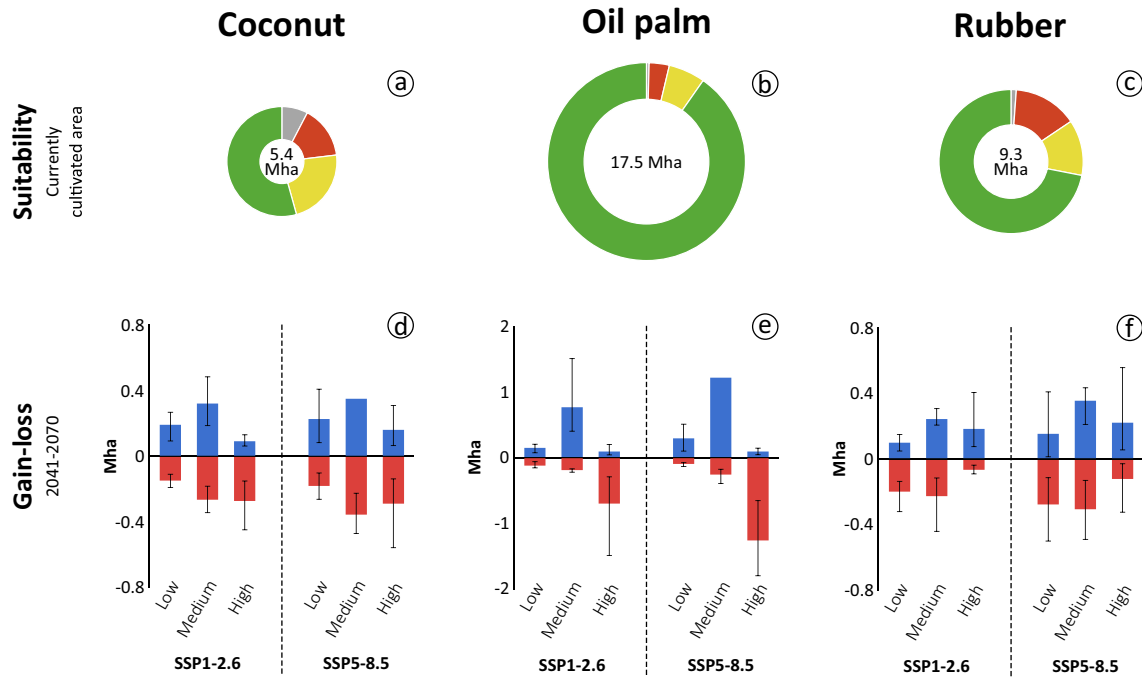 Coconut
Oil palm
Rubber
Suitability
Currently
cultivated area
a
5.4
Mha
b
17.5 Mha
c
9.3
Mha
Gain-loss
2041-2070
Mha
0.8
0.4
0
-0.4
-0.8
d
Low
Medium
High
Low
Medium
High
SSP1-2.6
SSP5-8.5
Mha
2
1
0
-1
-2
e
Low
Medium
High
Low
Medium
High
SSP1-2.6
SSP5-8.5
Mha
0.8
0.4
0
-0.4
-0.8
f
Low
Medium
High
Low
Medium
High
SSP1-2.6
SSP5-8.5